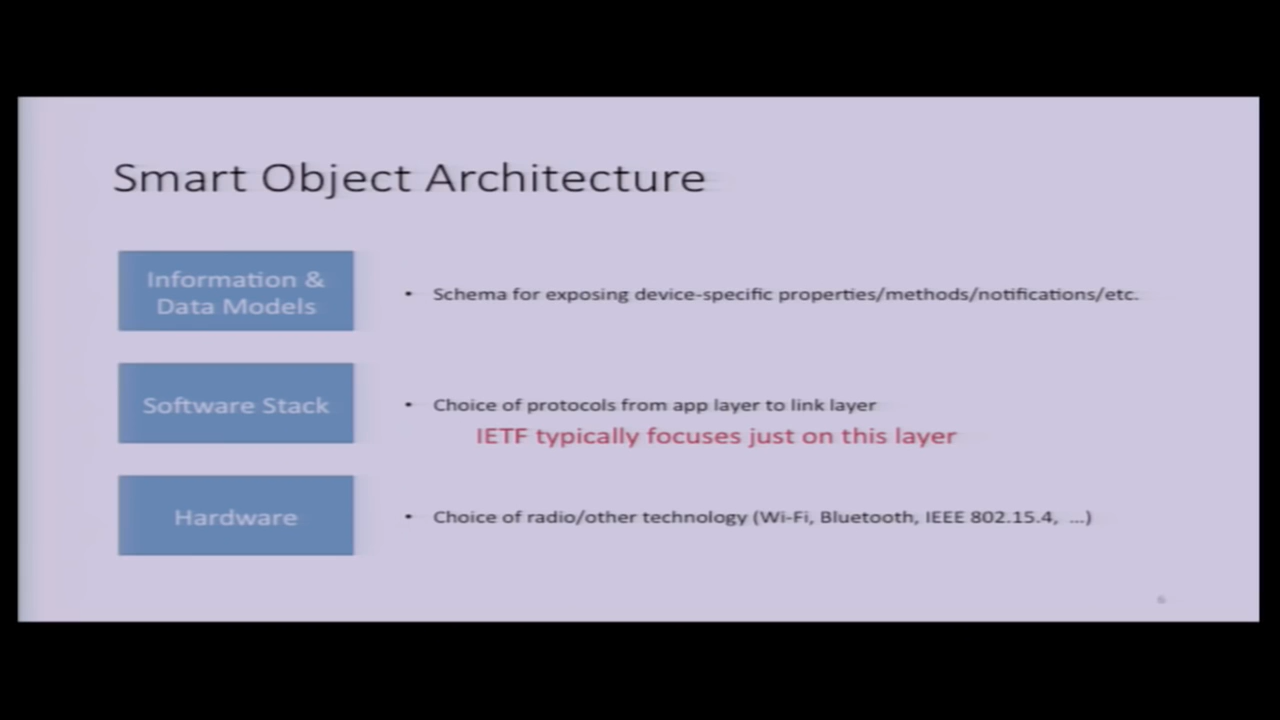 Smart Object Architecture
Information &
Data Models
• Schema for exposing device-specific properties/methods/notifications/etc.
Software Stack
• Choice of protocols from app layer to link layer
IETF typically focuses just on this layer
Hardware
• Choice of radio/other technology (Wi-Fi, Bluetooth, IEEE 802.15.4, ...)